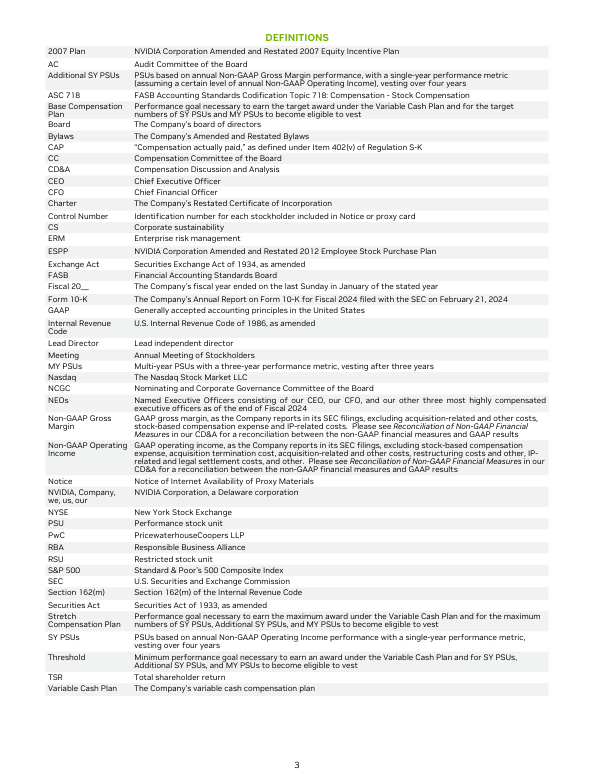 DEFINITIONS
2007 Plan NVIDIA Corporation Amended and Restated 2007 Equity Incentive Plan
AC Audit Committee of the Board
Additional SY PSUs PSUs based on annual Non-GAAP Gross Margin performance, with a single-year performance metric
(assuming a certain level of annual Non-GAAP Operating Income), vesting over four years
ASC 718 FASB Accounting Standards Codification Topic 718: Compensation - Stock Compensation
Base Compensation Performance goal necessary to earn the target award under the Variable Cash Plan and for the target
Plan numbers of SY PSUs and MY PSUs to become eligible to vest
Board The Company's board of directors
Bylaws The Company's Amended and Restated Bylaws
CAP "Compensation actually paid," as defined under Item 402(v) of Regulation S-K
CC Compensation Committee of the Board
CD&A Compensation Discussion and Analysis
CEO Chief Executive Officer
CFO Chief Financial Officer
Charter The Company's Restated Certificate of Incorporation
Control Number Identification number for each stockholder included in Notice or proxy card
CS Corporate sustainability
ERM Enterprise risk management
ESPP NVIDIA Corporation Amended and Restated 2012 Employee Stock Purchase Plan
Exchange Act Securities Exchange Act of 1934, as amended
FASB Financial Accounting Standards Board
Fiscal 20__ The Company's fiscal year ended on the last Sunday in January of the stated year
Form 10-K The Company's Annual Report on Form 10-K for Fiscal 2024 filed with the SEC on February 21, 2024
GAAP Generally accepted accounting principles in the United States
Internal Revenue U.S. Internal Revenue Code of 1986, as amended
Code
Lead Director Lead independent director
Meeting Annual Meeting of Stockholders
MY PSUs Multi-year PSUs with a three-year performance metric, vesting after three years
Nasdaq The Nasdaq Stock Market LLC
NCGC Nominating and Corporate Governance Committee of the Board
NEOs Named Executive Officers consisting of our CEO, our CFO, and our other three most highly compensated
executive officers as of the end of Fiscal 2024
Non-GAAP Gross GAAP gross margin, as the Company reports in its SEC filings, excluding acquisition-related and other costs,
Margin stock-based compensation expense and IP-related costs. Please see Reconciliation of Non-GAAP Financial
Measures in our CD&A for a reconciliation between the non-GAAP financial measures and GAAP results
Non-GAAP Operating GAAP operating income, as the Company reports in its SEC filings, excluding stock-based compensation
Income expense, acquisition termination cost, acquisition-related and other costs, restructuring costs and other, IP-
related and legal settlement costs, and other. Please see Reconciliation of Non-GAAP Financial Measures in our
CD&A for a reconciliation between the non-GAAP financial measures and GAAP results
Notice Notice of Internet Availability of Proxy Materials
NVIDIA, Company, NVIDIA Corporation, a Delaware corporation
we, us, our
NYSE New York Stock Exchange
PSU Performance stock unit
PwC PricewaterhouseCoopers LLP
RBA Responsible Business Alliance
RSU Restricted stock unit
S&P 500 Standard & Poor's 500 Composite Index
SEC U.S. Securities and Exchange Commission
Section 162(m) Section 162(m) of the Internal Revenue Code
Securities Act Securities Act of 1933, as amended
Stretch Performance goal necessary to earn the maximum award under the Variable Cash Plan and for the maximum
Compensation Plan numbers of SY PSUs, Additional SY PSUs, and MY PSUs to become eligible to vest
SY PSUs PSUs based on annual Non-GAAP Operating Income performance with a single-year performance metric,
vesting over four years
Threshold Minimum performance goal necessary to earn an award under the Variable Cash Plan and for SY PSUs,
Additional SY PSUs, and MY PSUs to become eligible to vest
TSR Total shareholder return
Variable Cash Plan The Company's variable cash compensation plan
3